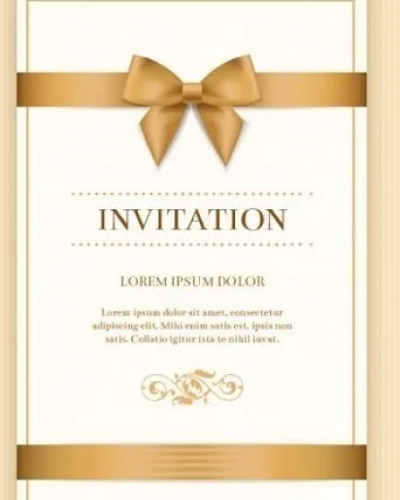 INVITATION
LOREM IPSUM DOLOR
Lorem ipsum dolor sit amet, consectetur
adipiscing elit. Mihi enim satis est, ipsis non
satis. Collatio igitur ista te nihil iuvat.